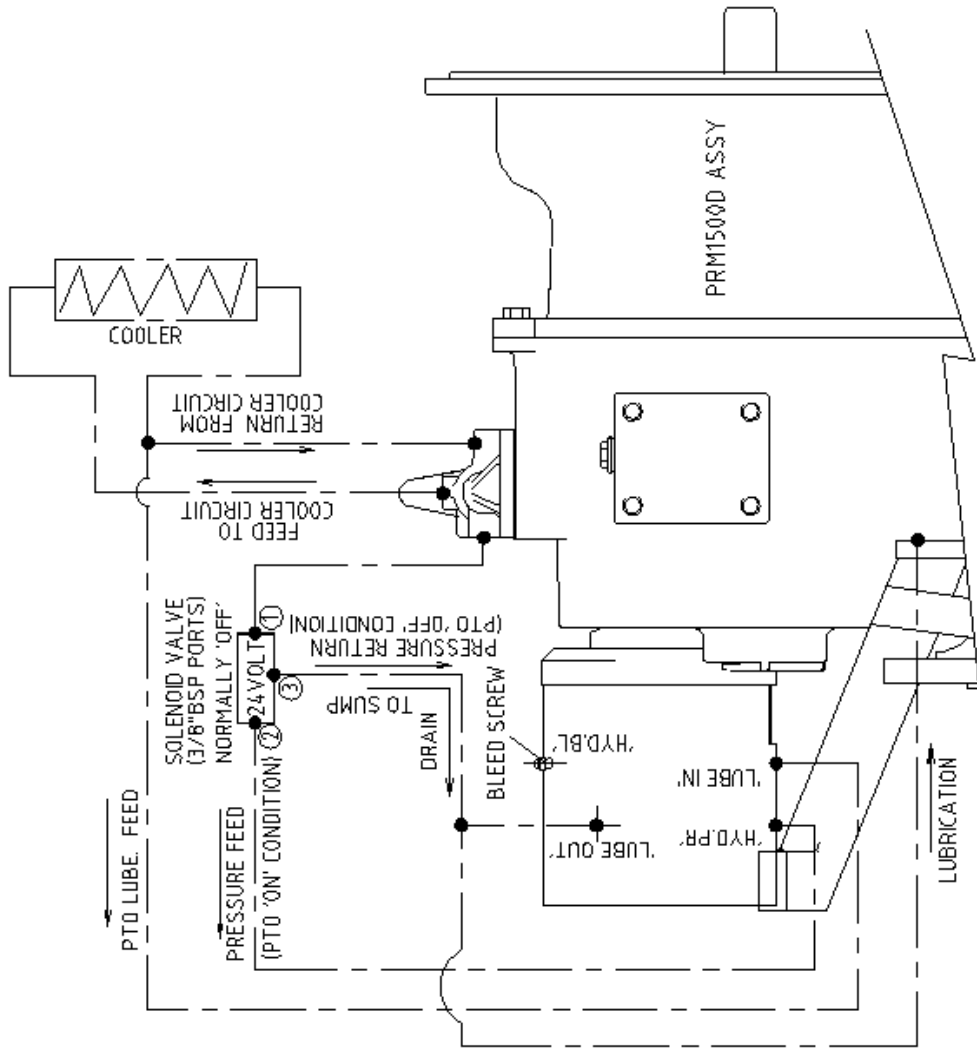 PRM1500D ASSY
COOLER
RETURN FROM
COOLER CIRCUIT
FEED TO
COOLER CIRCUIT
SOLENOID VALVE
(3/8"BSP PORTS)
NORMALLY 'OFF'
24VOLT
1
2
3
PRESSURE RETURN
(PTO 'OFF' CONDITION)
TO SUMP
DRAIN
BLEED SCREW
'HYD.BL'
'LUBE IN'
'HYD.PR'
'LUBE OUT'
PTO LUBE. FEED
PRESSURE FEED
(PTO 'ON' CONDITION)
LUBRICATION